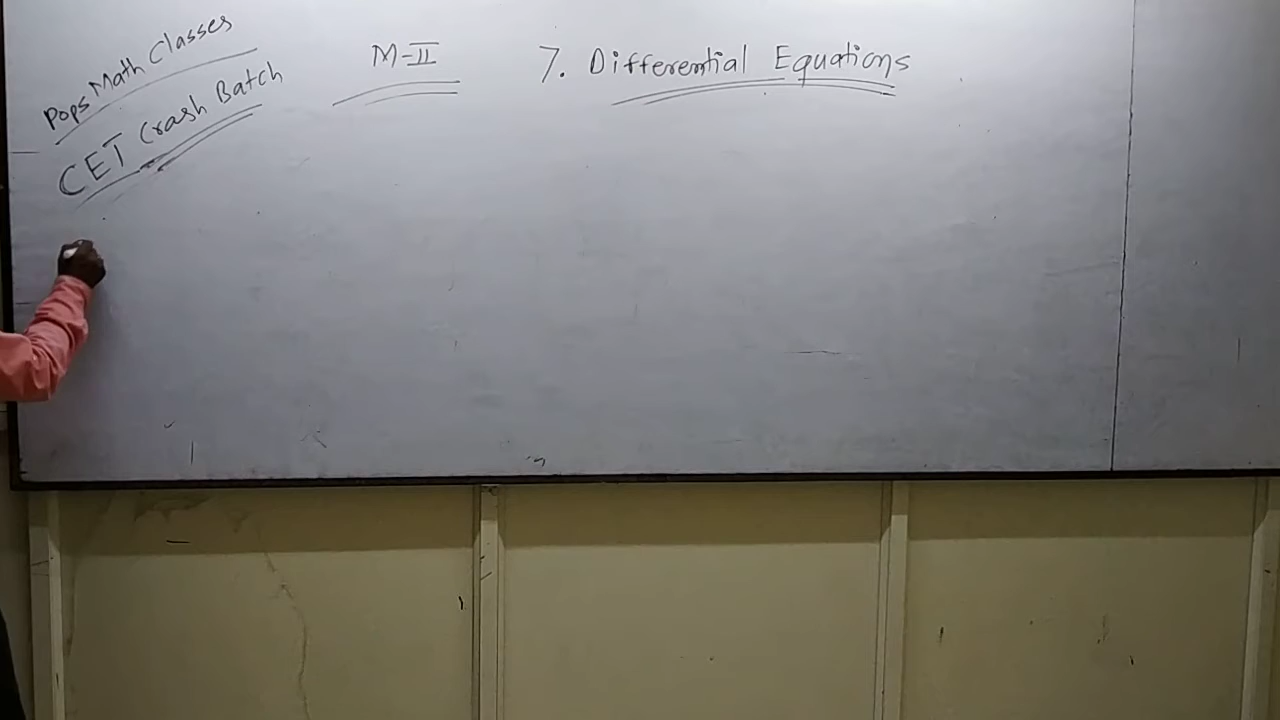 Pops Math Classes
CET Crash Batch
M-II
7. Differential Equations